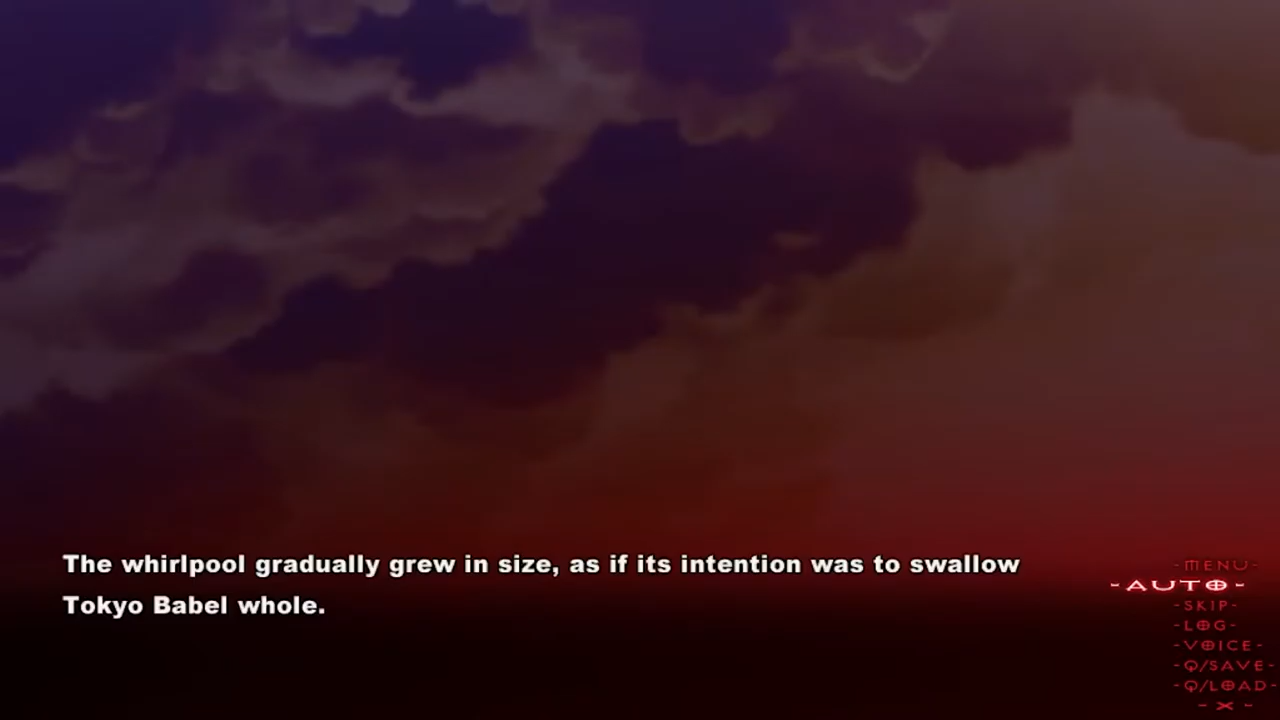 The whirlpool gradually grew in size, as if its intention was to swallow
Tokyo Babel whole.
-MENU-
-AUTO-
-SKIP-
-LOG-
-VOICE-
-Q/SAVE-
-Q/LOAD-
-X-